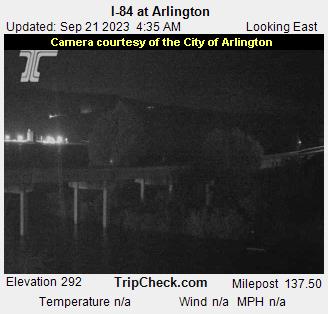 I-84 at Arlington
Updated: Sep 21 2023 4:35 AM Looking East
Camera courtesy of the City of Arlington
Elevation 292 TripCheck.com Milepost 137.50
Temperature n/a Wind n/a MPH n/a